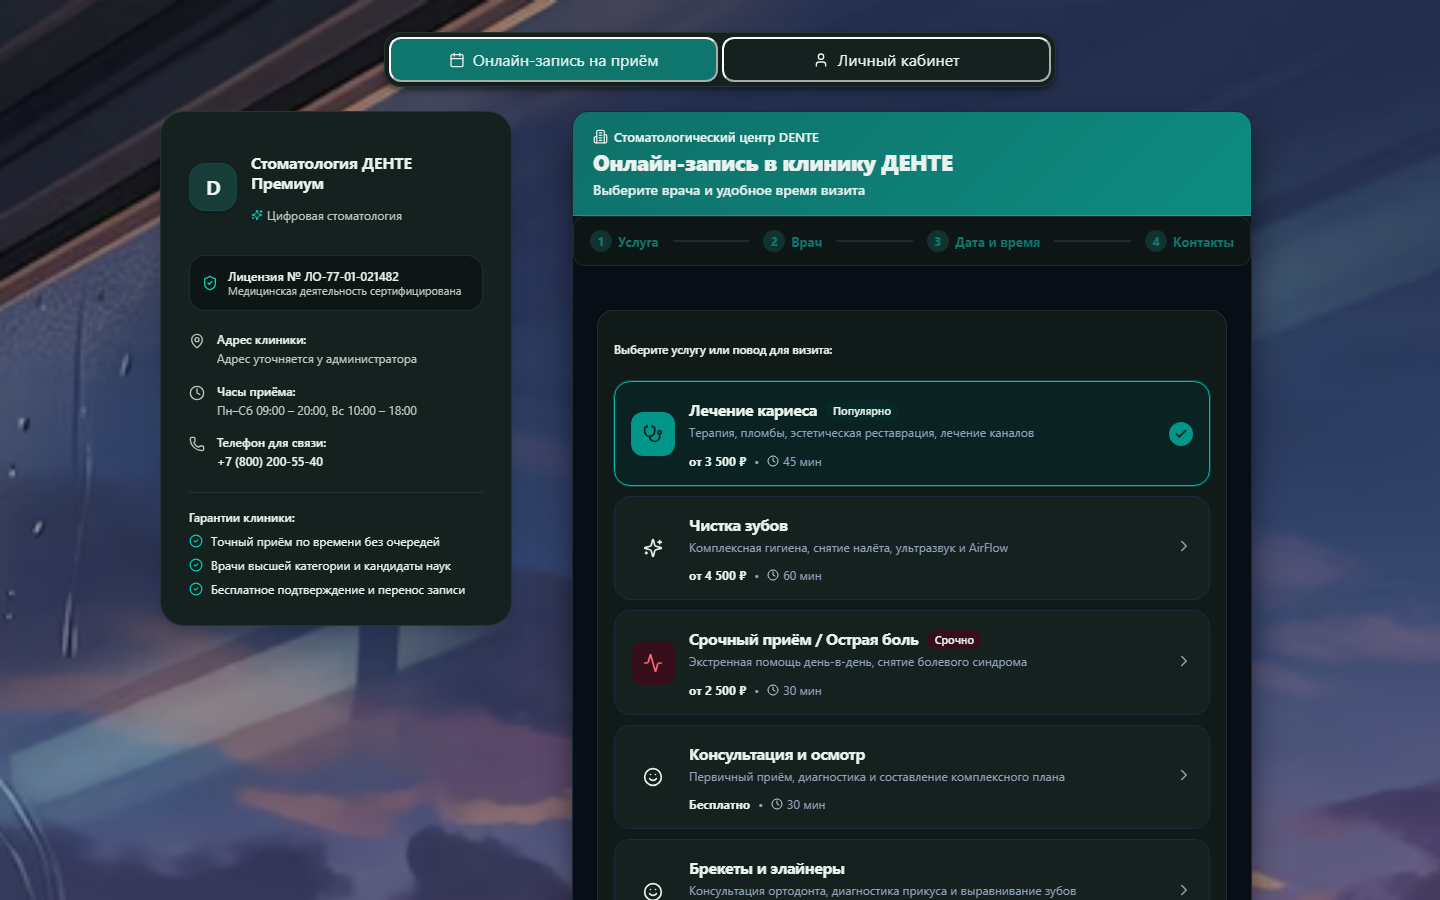 Онлайн-запись на приём
Личный кабинет
D
Стоматология ДЕНТЕ
Премиум
Цифровая стоматология
Лицензия № ЛО-77-01-021482
Медицинская деятельность сертифицирована
Адрес клиники:
Адрес уточняется у администратора
Часы приёма:
Пн–Сб 09:00 – 20:00, Вс 10:00 – 18:00
Телефон для связи:
+7 (800) 200-55-40
Гарантии клиники:
Точный приём по времени без очередей
Врачи высшей категории и кандидаты наук
Бесплатное подтверждение и перенос записи
Стоматологический центр DENTE
Онлайн-запись в клинику ДЕНТЕ
Выберите врача и удобное время визита
1 Услуга
2 Врач
3 Дата и время
4 Контакты
Выберите услугу или повод для визита:
Лечение кариеса Популярно
Терапия, пломбы, эстетическая реставрация, лечение каналов
от 3 500 ₽ • 45 мин
Чистка зубов
Комплексная гигиена, снятие налёта, ультразвук и AirFlow
от 4 500 ₽ • 60 мин
Срочный приём / Острая боль Срочно
Экстренная помощь день-в-день, снятие болевого синдрома
от 2 500 ₽ • 30 мин
Консультация и осмотр
Первичный приём, диагностика и составление комплексного плана
Бесплатно • 30 мин
Брекеты и элайнеры
Консультация ортодонта, диагностика прикуса и выравнивание зубов